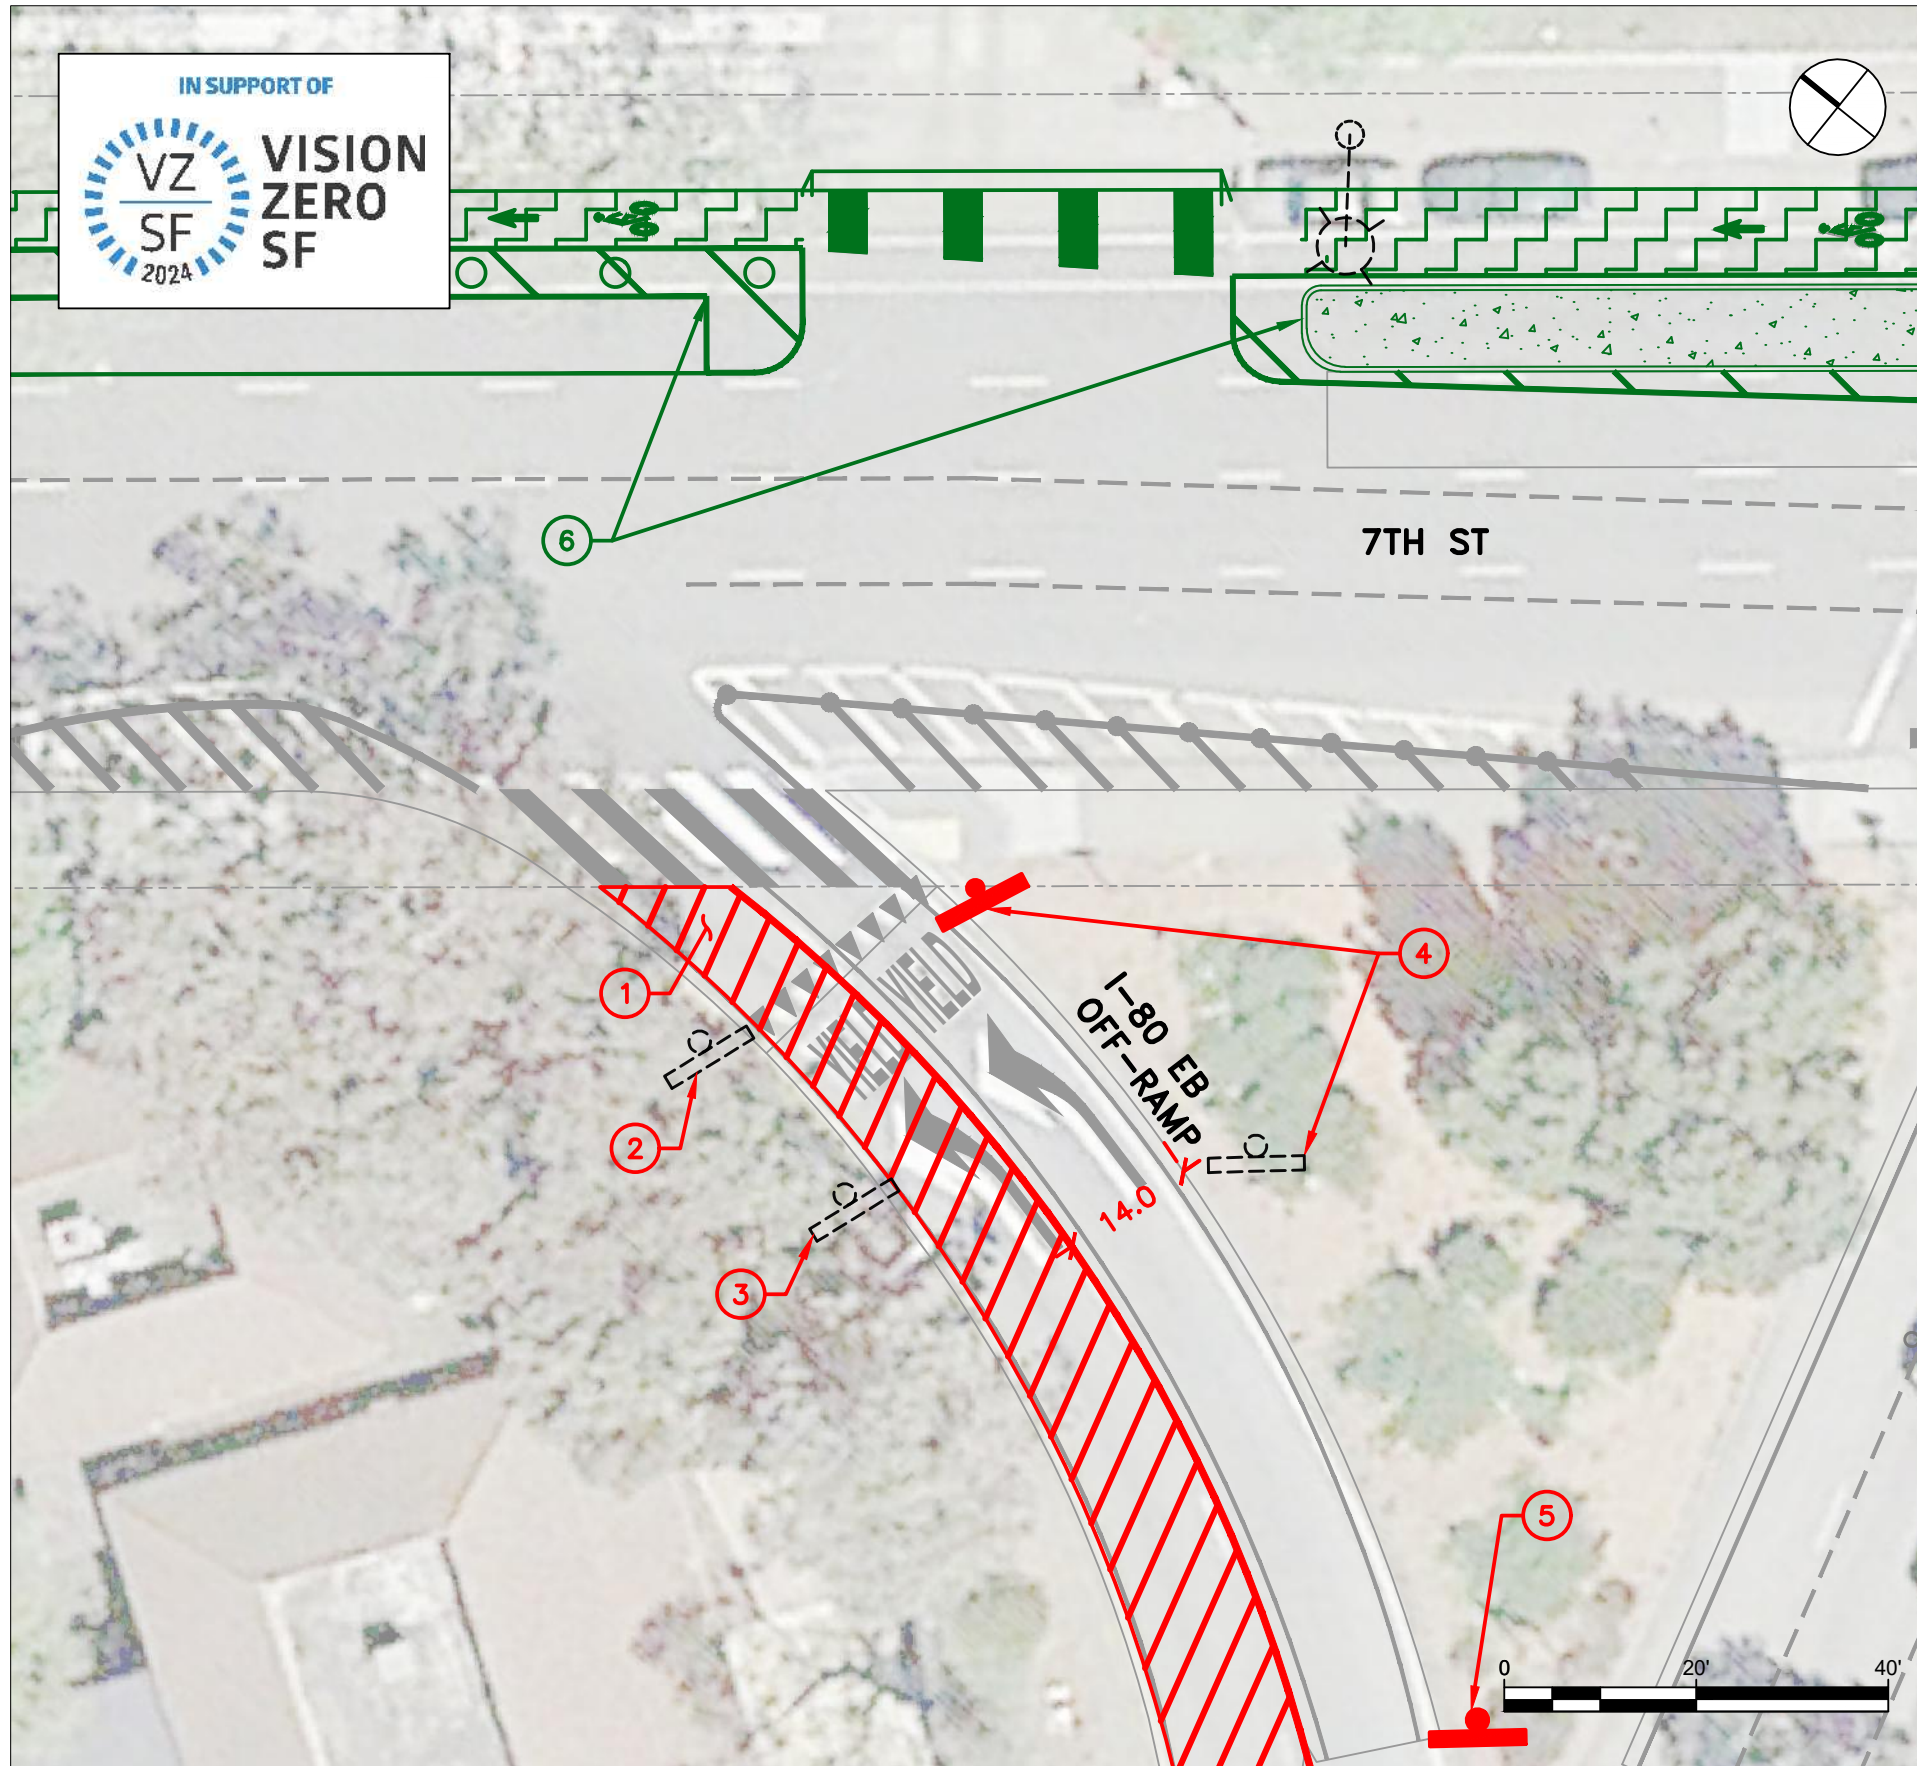 IN SUPPORT OF
VZ
SF
2024
VISION
ZERO
SF
6
7TH ST
1
4
YIELD
I-80 EB
OFF-RAMP
2
14.0
3
5
0 20' 40'